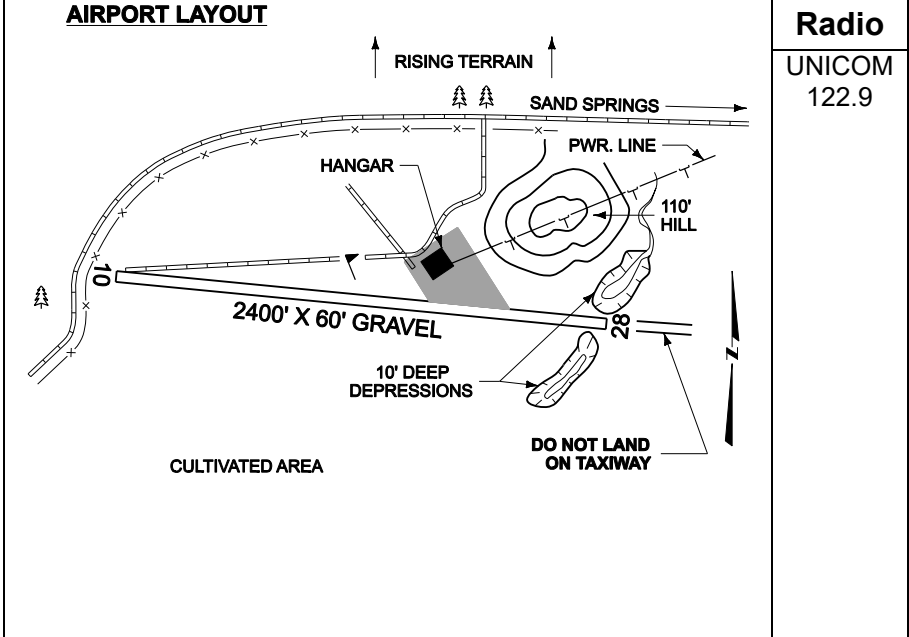 AIRPORT LAYOUT
Radio
UNICOM
122.9
RISING TERRAIN
SAND SPRINGS
PWR. LINE
HANGAR
110'
HILL
10
2400' X 60' GRAVEL
28
N
10' DEEP
DEPRESSIONS
DO NOT LAND
ON TAXIWAY
CULTIVATED AREA